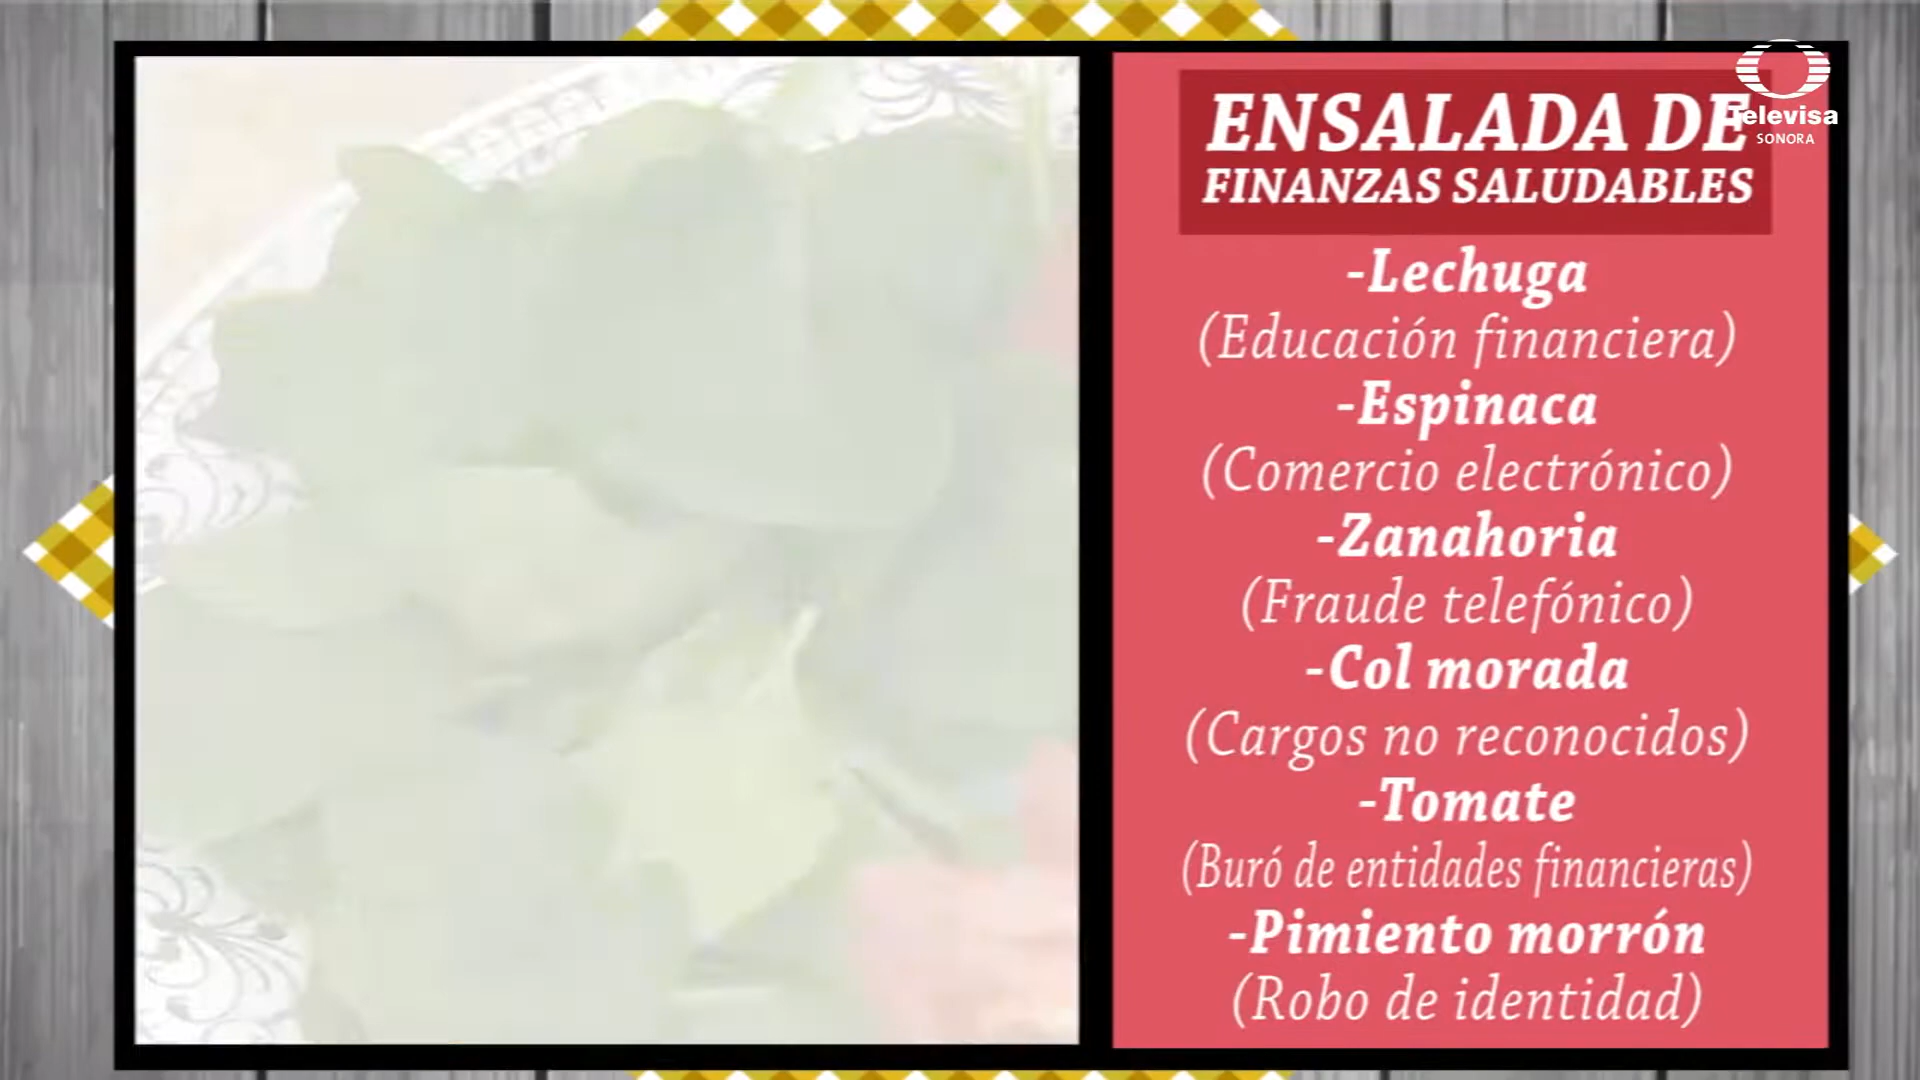 ENSALADA DE
FINANZAS SALUDABLES
Televisa
SONORA
-Lechuga
(Educación financiera)
-Espinaca
(Comercio electrónico)
-Zanahoria
(Fraude telefónico)
-Col morada
(Cargos no reconocidos)
-Tomate
(Buró de entidades financieras)
-Pimiento morrón
(Robo de identidad)